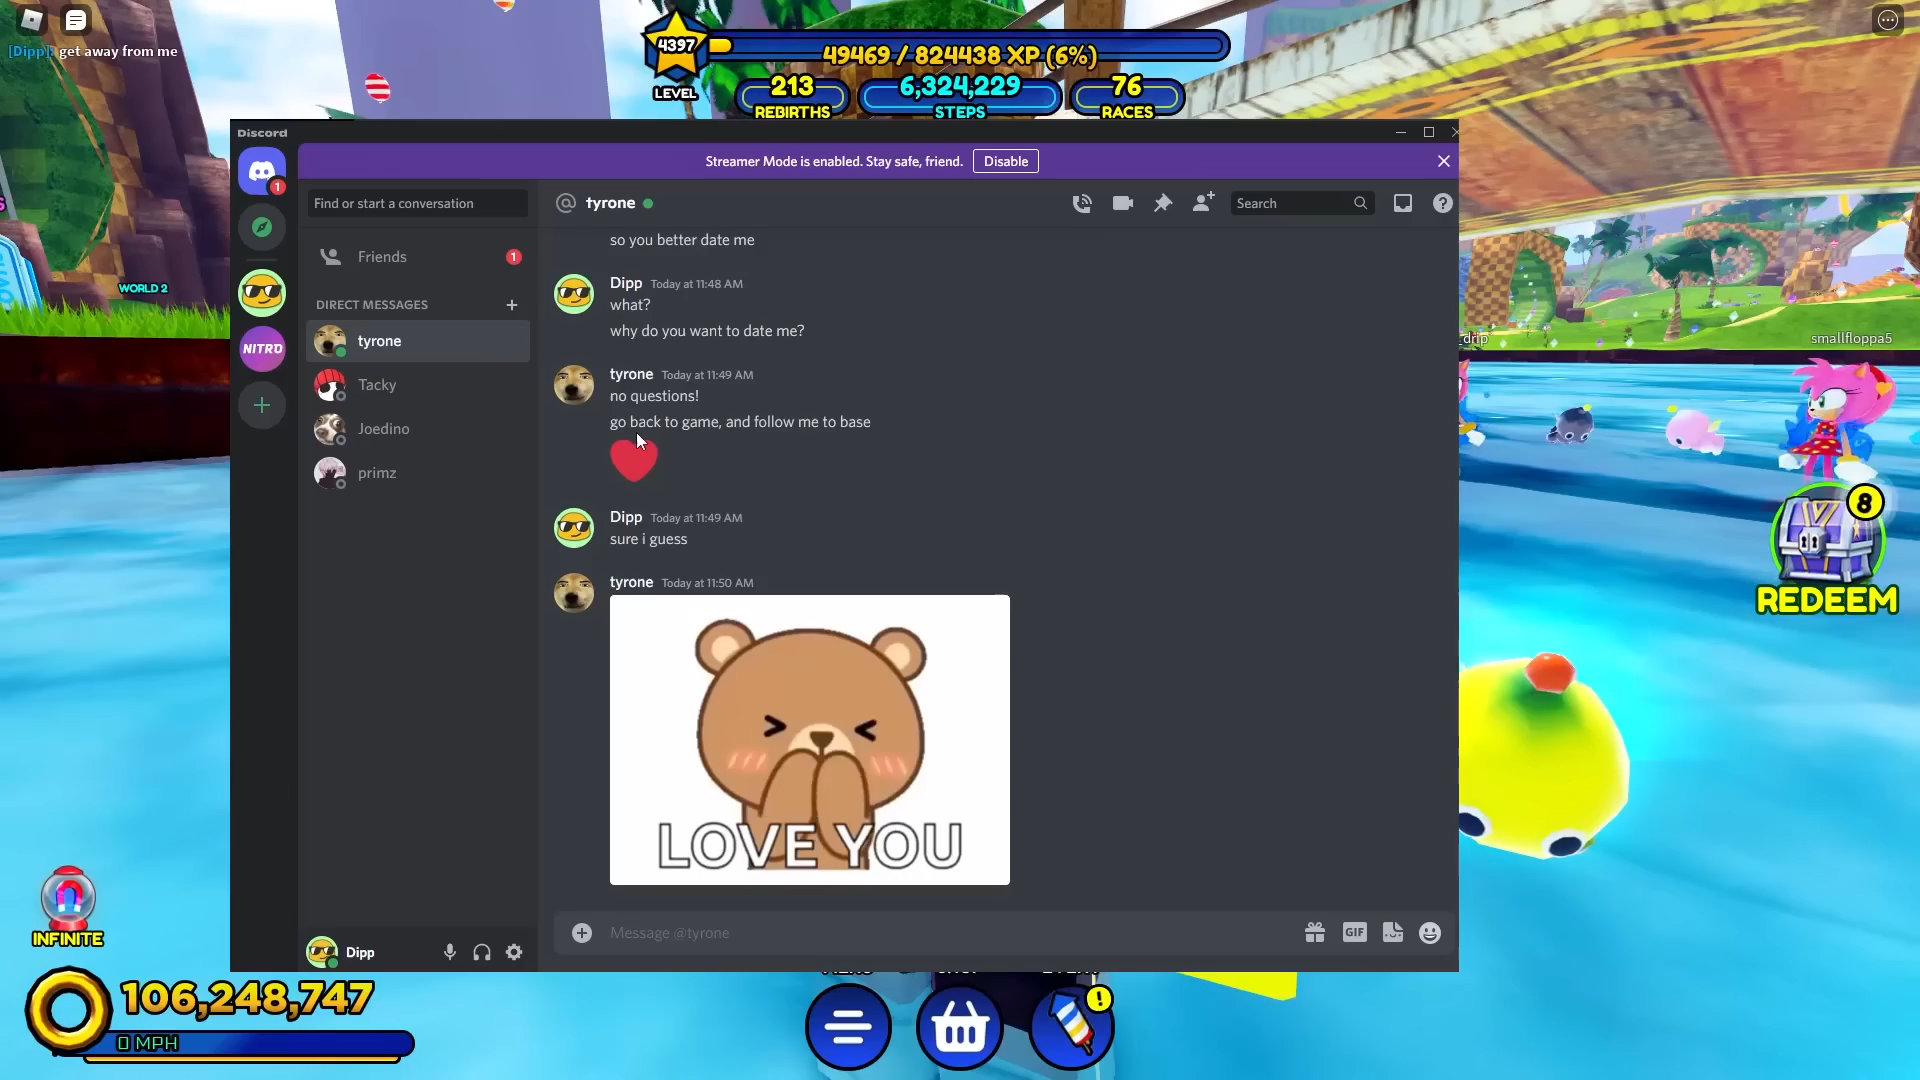 [Dipp]: get away from me
4397
LEVEL
49469 / 824438 XP (6%)
213
REBIRTHS
6,324,229
STEPS
76
RACES
WORLD 2
Discord
1
Streamer Mode is enabled. Stay safe, friend.
Disable
Find or start a conversation
Friends
1
DIRECT MESSAGES
NITRO
tyrone
Tacky
Joedino
primz
Dipp
tyrone
Search
so you better date me
Dipp Today at 11:48 AM
what?
why do you want to date me?
tyrone Today at 11:49 AM
no questions!
go back to game, and follow me to base
Dipp Today at 11:49 AM
sure i guess
tyrone Today at 11:50 AM
LOVE YOU
Message @tyrone
GIF
_drip
smallfloppa5
8
REDEEM
INFINITE
106,248,747
0 MPH
!